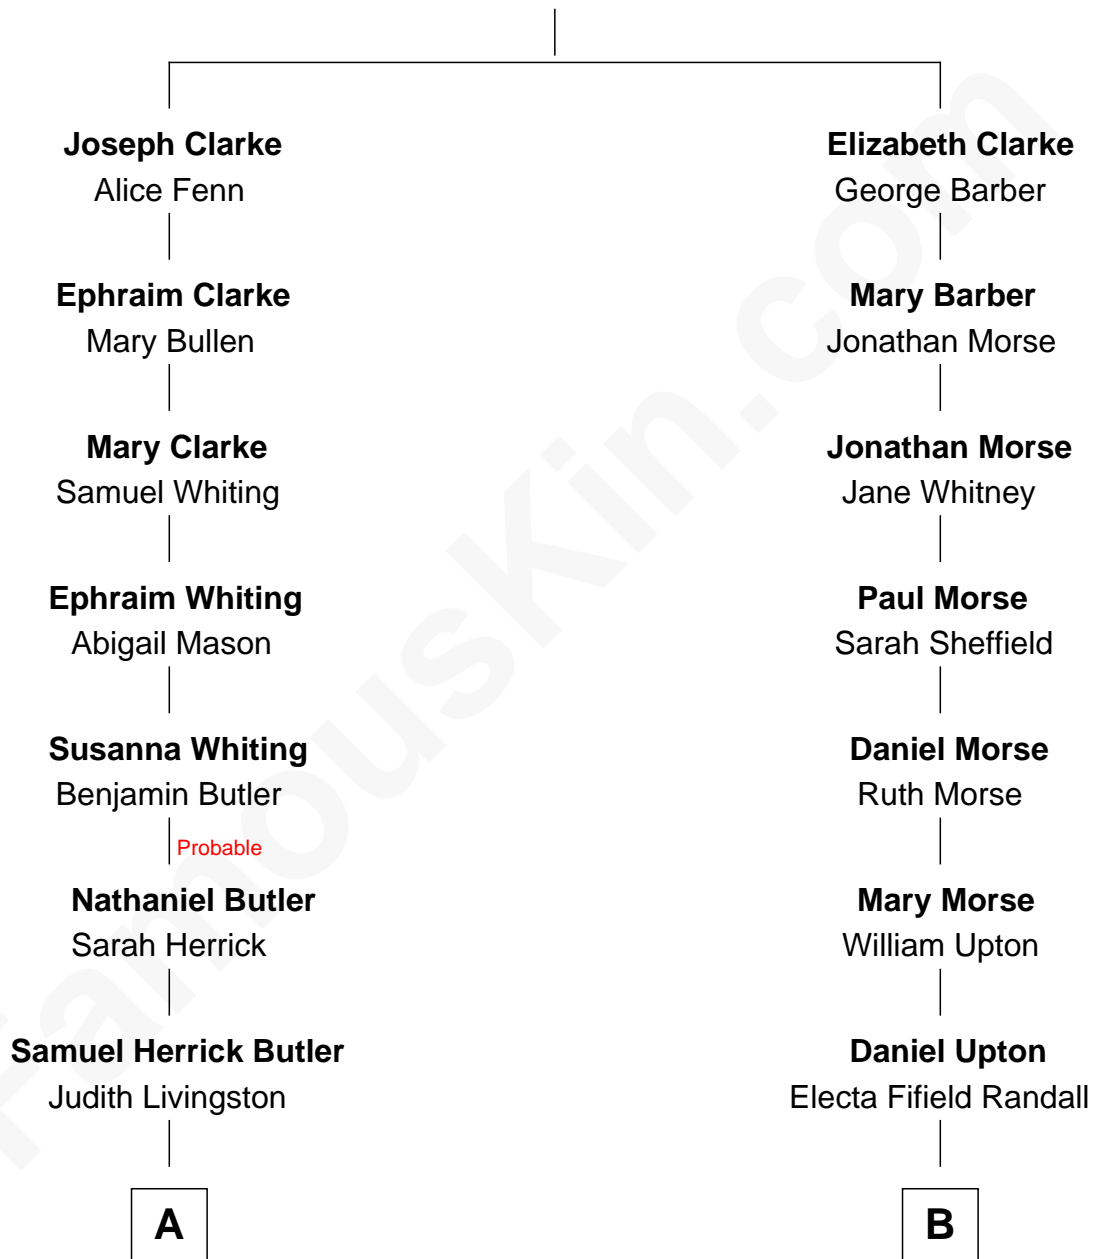 Joseph Clarke
Alice Fenn
Ephraim Clarke
Mary Bullen
Mary Clarke
Samuel Whiting
Ephraim Whiting
Abigail Mason
Susanna Whiting
Benjamin Butler
Probable
Nathaniel Butler
Sarah Herrick
Samuel Herrick Butler
Judith Livingston
A
Elizabeth Clarke
George Barber
Mary Barber
Jonathan Morse
Jonathan Morse
Jane Whitney
Paul Morse
Sarah Sheffield
Daniel Morse
Ruth Morse
Mary Morse
William Upton
Daniel Upton
Electa Fifield Randall
B
FamousKin.com